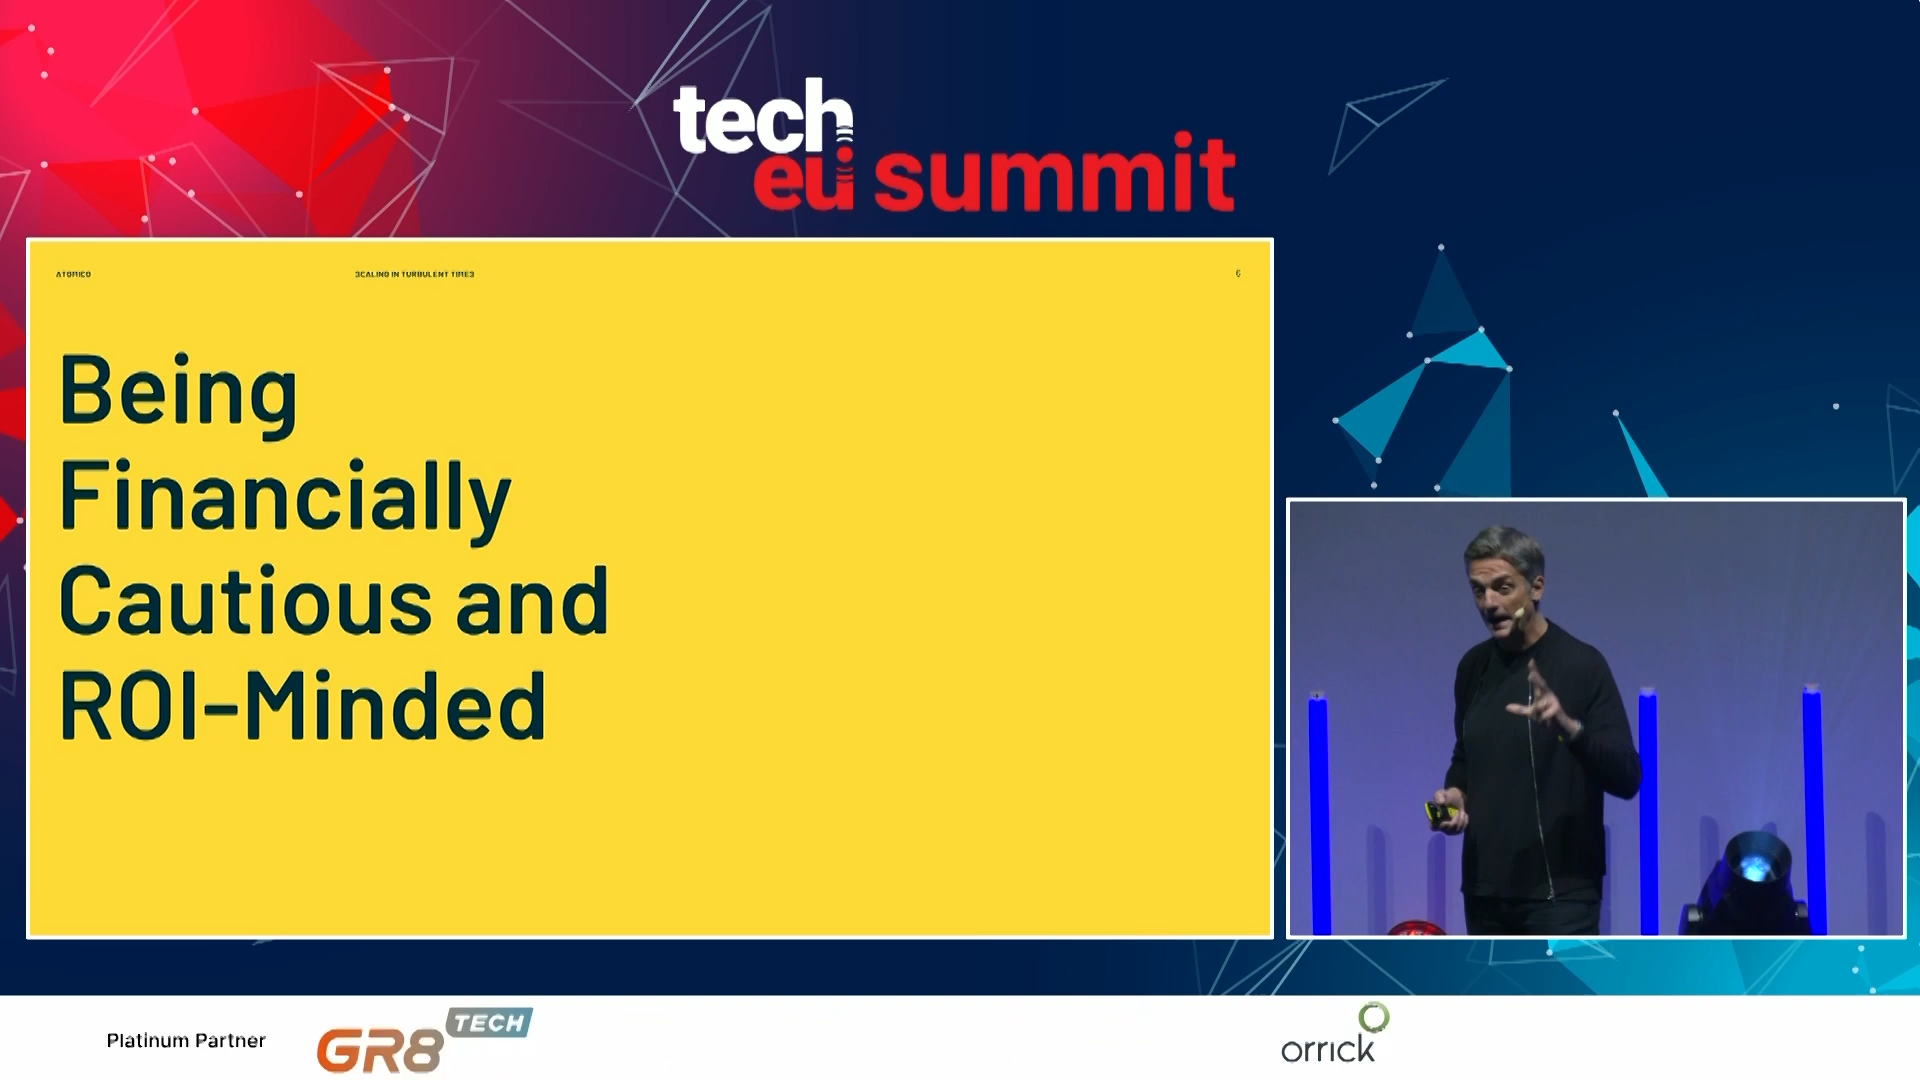 tech
eu summit
ATOMICO
SCALING IN TURBULENT TIMES
6
Being
Financially
Cautious and
ROI-Minded
Platinum Partner
GR8 TECH
orrick